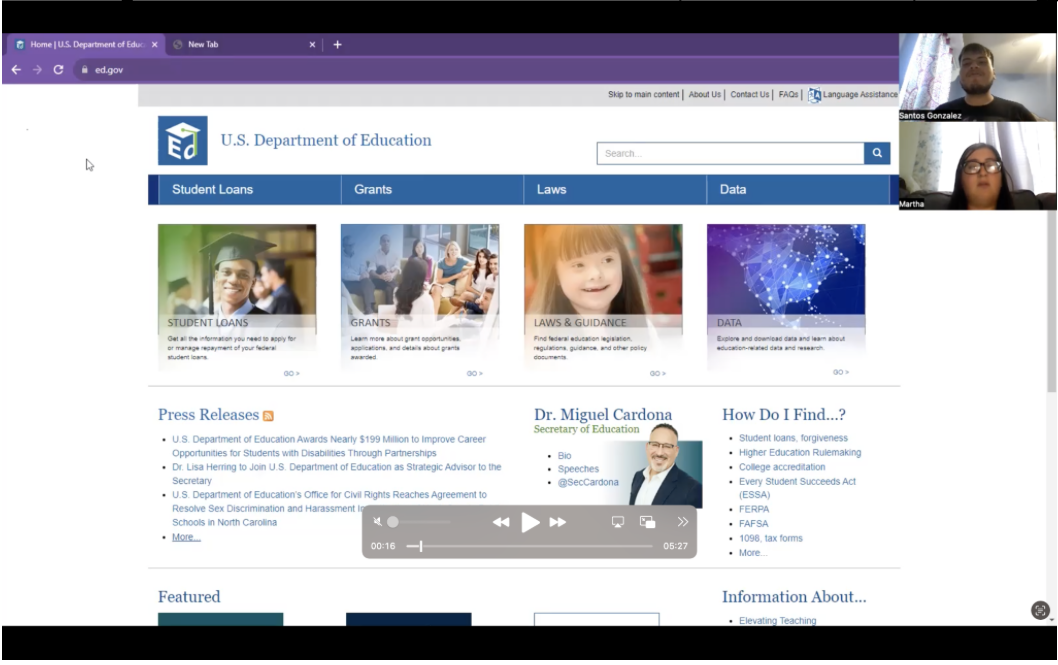 Home | U.S. Department of Educ
New Tab
ed.gov
Skip to main content | About Us | Contact Us | FAQs | Language Assistance
Santos Gonzalez
Martha
Ed
U.S. Department of Education
Search...
Student Loans
Grants
Laws
Data
STUDENT LOANS
Get all the information you need to apply for
or manage repayment of your federal
student loans.
GO >
GRANTS
Learn more about grant opportunities,
applications, and details about grants
awarded.
GO >
LAWS & GUIDANCE
Find federal education legislation,
regulations, guidance, and other policy
documents.
GO >
DATA
Explore and download data and learn about
education-related data and research.
GO >
Press Releases
U.S. Department of Education Awards Nearly $199 Million to Improve Career
Opportunities for Students with Disabilities Through Partnerships
Dr. Lisa Herring to Join U.S. Department of Education as Strategic Advisor to the
Secretary
U.S. Department of Education's Office for Civil Rights Reaches Agreement to
Resolve Sex Discrimination and Harassment
Schools in North Carolina
More...
Dr. Miguel Cardona
Secretary of Education
Bio
Speeches
@SecCardona
How Do I Find...?
Student loans, forgiveness
Higher Education Rulemaking
College accreditation
Every Student Succeeds Act
(ESSA)
FERPA
FAFSA
1098, tax forms
More...
00:16
05:27
Featured
Information About...
Elevating Teaching